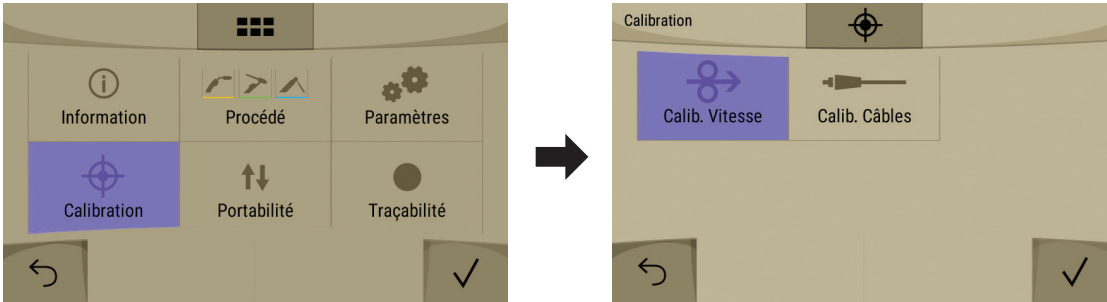 Information
Procédé
Paramètres
Calibration
Portabilité
Traçabilité
Calibration
Calib. Vitesse
Calib. Câbles